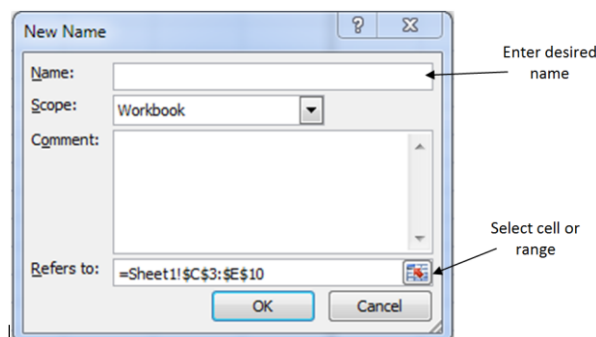 New Name
Enter desired
name
Name:
Scope: Workbook
Comment:
Select cell or
range
Refers to: =Sheet1!$C$3:$E$10
OK Cancel